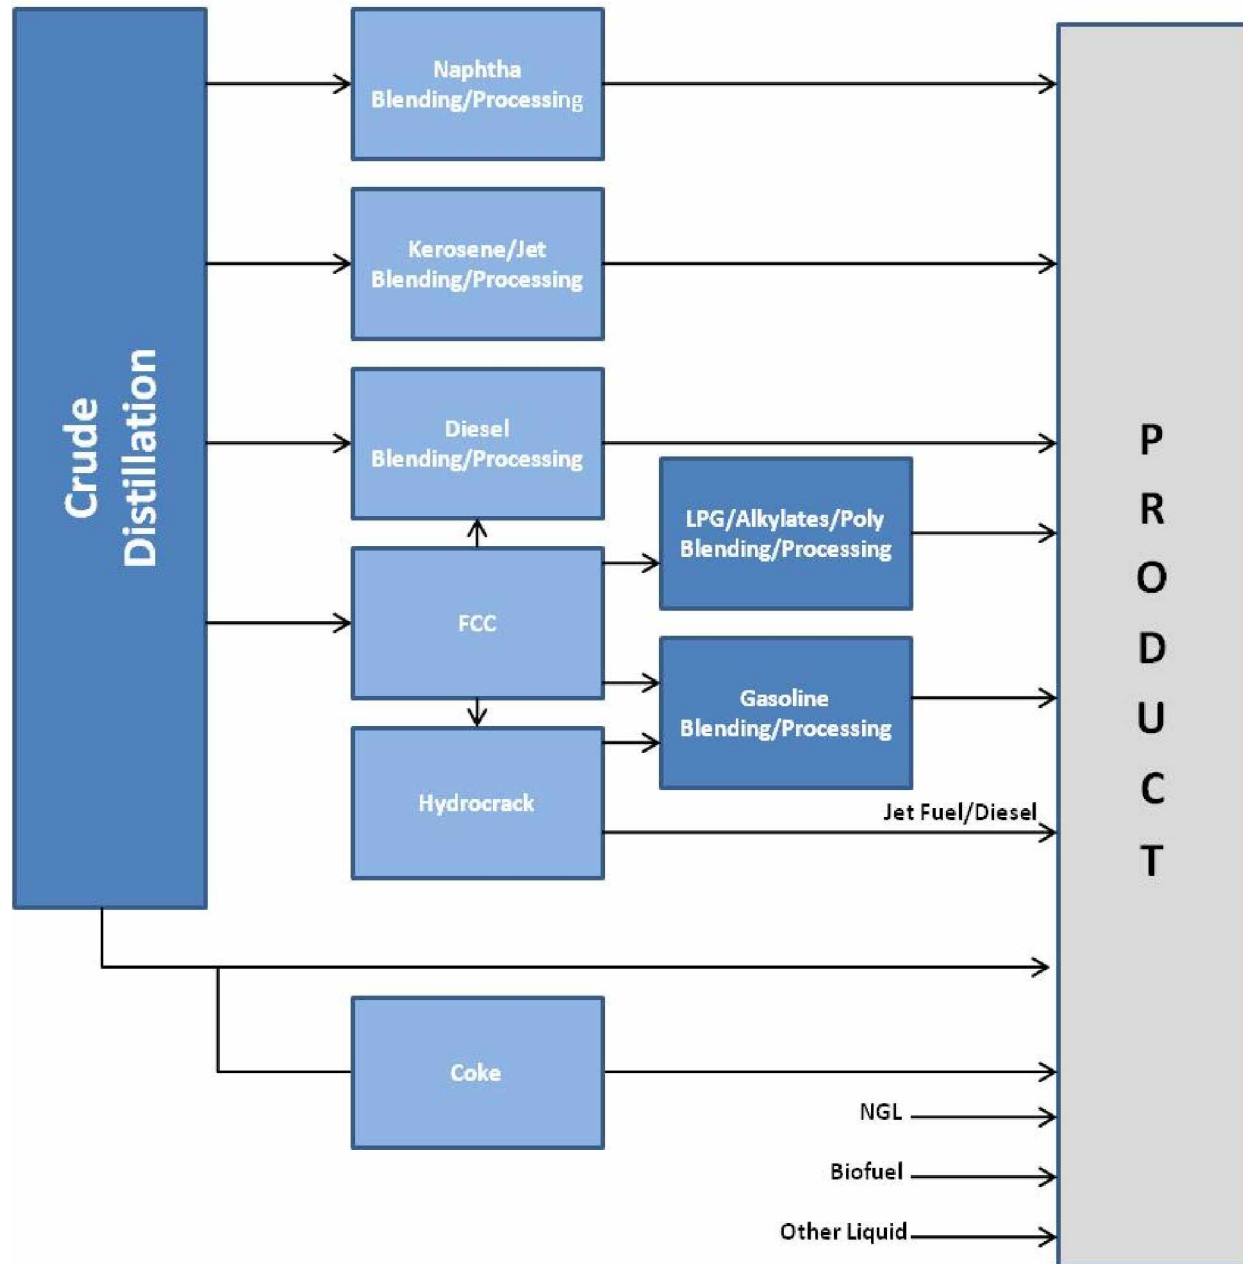 Crude
Distillation
Naphtha
Blending/Processing
Kerosene/Jet
Blending/Processing
Diesel
Blending/Processing
FCC
Hydrocrack
Coke
LPG/Alkylates/Poly
Blending/Processing
Gasoline
Blending/Processing
Jet Fuel/Diesel
NGL
Biofuel
Other Liquid
P
R
O
D
U
C
T